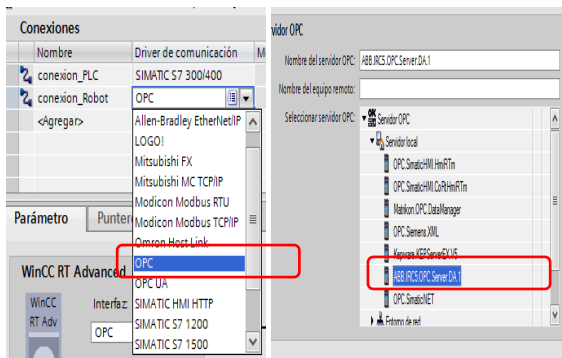 Conexiones
Nombre Driver de comunicación M
conexion_PLC SIMATIC S7 300/400
conexion_Robot OPC
<Agregar>
Allen-Bradley EtherNet/IP
LOGO!
Mitsubishi FX
Mitsubishi MC TCP/IP
Modicon Modbus RTU
Modicon Modbus TCP/IP
Omron Host Link
OPC
OPC UA
SIMATIC HMI HTTP
SIMATIC S7 1200
SIMATIC S7 1500
Parámetro Punter
WinCC RT Advanced
WinCC
RT Adv
Interfaz
OPC
vidor OPC
Nombre del servidor OPC: ABB.IRC5.OPC.Server.DA.1
Nombre del equipo remoto:
Seleccionar servidor OPC: Servidor OPC
Servidor local
OPC.SimaticHMI.HmiRTm
OPC.SimaticHMI.CoRtHmiRTm
Matrikon.OPC.DataManager
OPC.Siemens.XML
Kepware.KEPServerEX.V5
ABB.IRC5.OPC.Server.DA.1
OPC.SimaticNET
Entorno de red